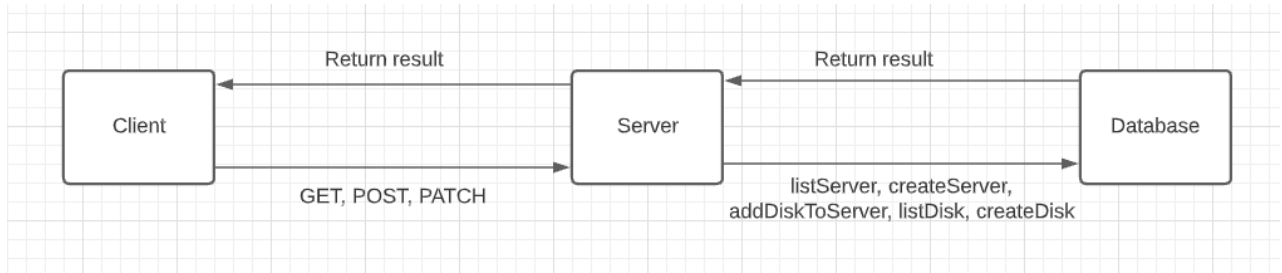 Return result
Return result
Client
Server
Database
GET, POST, PATCH
listServer, createServer,
addDiskToServer, listDisk, createDisk